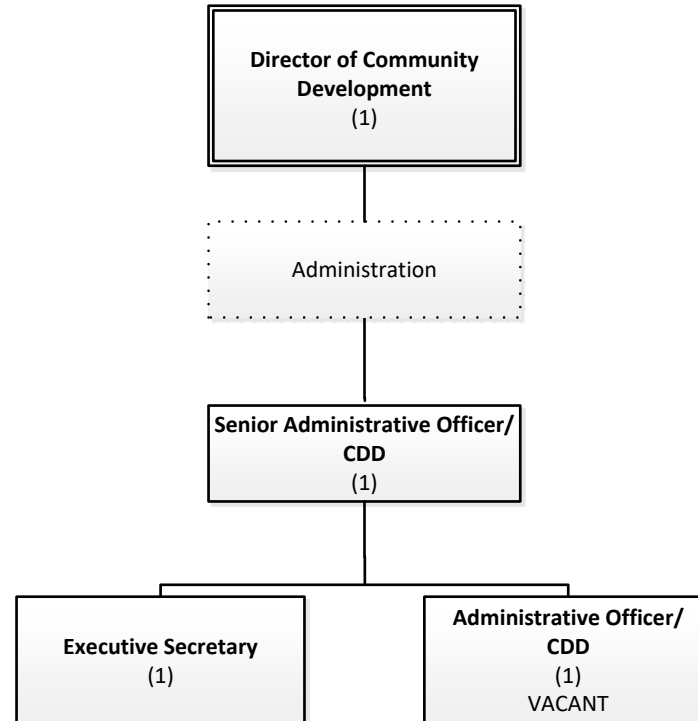 Director of Community
Development
(1)
Administration
Senior Administrative Officer/
CDD
(1)
Executive Secretary
(1)
Administrative Officer/
CDD
(1)
VACANT